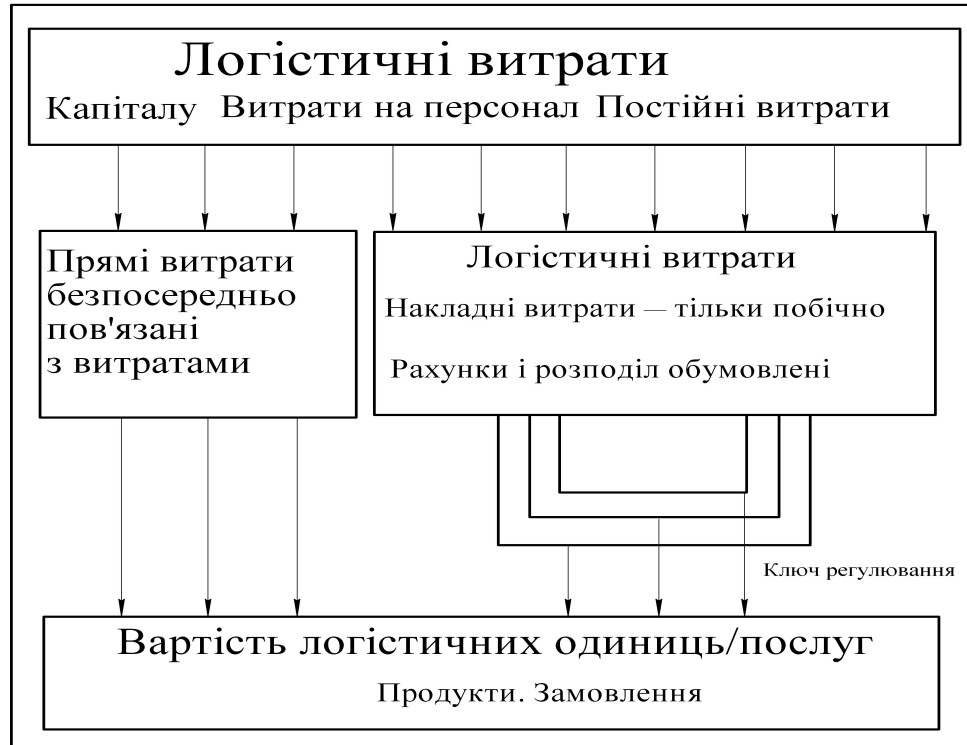 Логістичні витрати
Капіталу Витрати на персонал Постійні витрати
Прямі витрати
безпосередньо
пов'язані
з витратами
Логістичні витрати
Накладні витрати — тільки побічно
Рахунки і розподіл обумовлені
Ключ регулювання
Вартість логістичних одиниць/послуг
Продукти. Замовлення